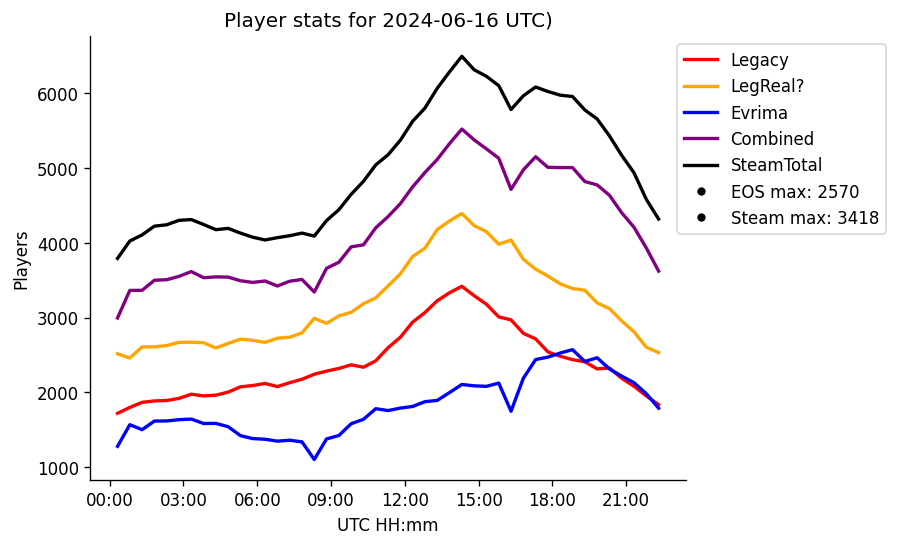 Player stats for 2024-06-16 UTC)
Legacy
LegReal?
Evrima
Combined
SteamTotal
EOS max: 2570
Steam max: 3418
Players
6000
5000
4000
3000
2000
1000
00:00 03:00 06:00 09:00 12:00 15:00 18:00 21:00
UTC HH:mm